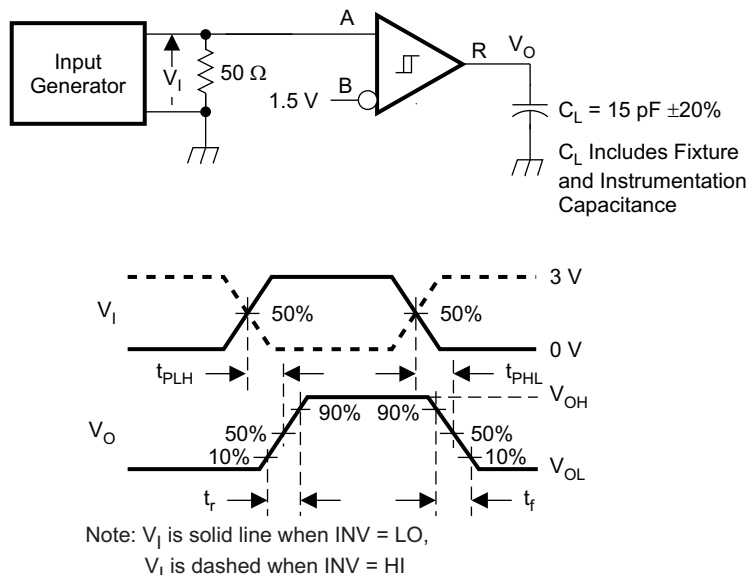 A
R
V_O
Input
Generator
V_I
50 Ω
1.5 V
B
C_L = 15 pF ±20%
C_L Includes Fixture
and Instrumentation
Capacitance
3 V
V_I
50%
50%
0 V
t_PLH
t_PHL
V_OH
90%
90%
V_O
50%
50%
10%
10%
V_OL
t_r
t_f
Note: V_I is solid line when INV = LO,
V_I is dashed when INV = HI